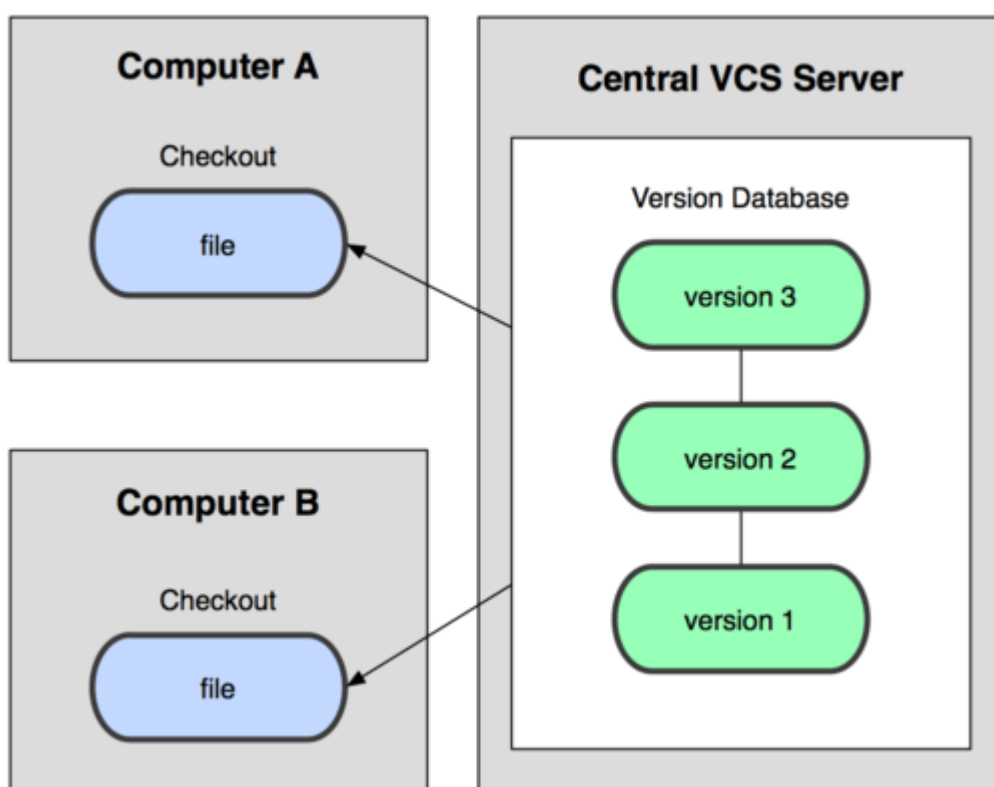 Computer A
Checkout
file
Computer B
Checkout
file
Central VCS Server
Version Database
version 3
version 2
version 1